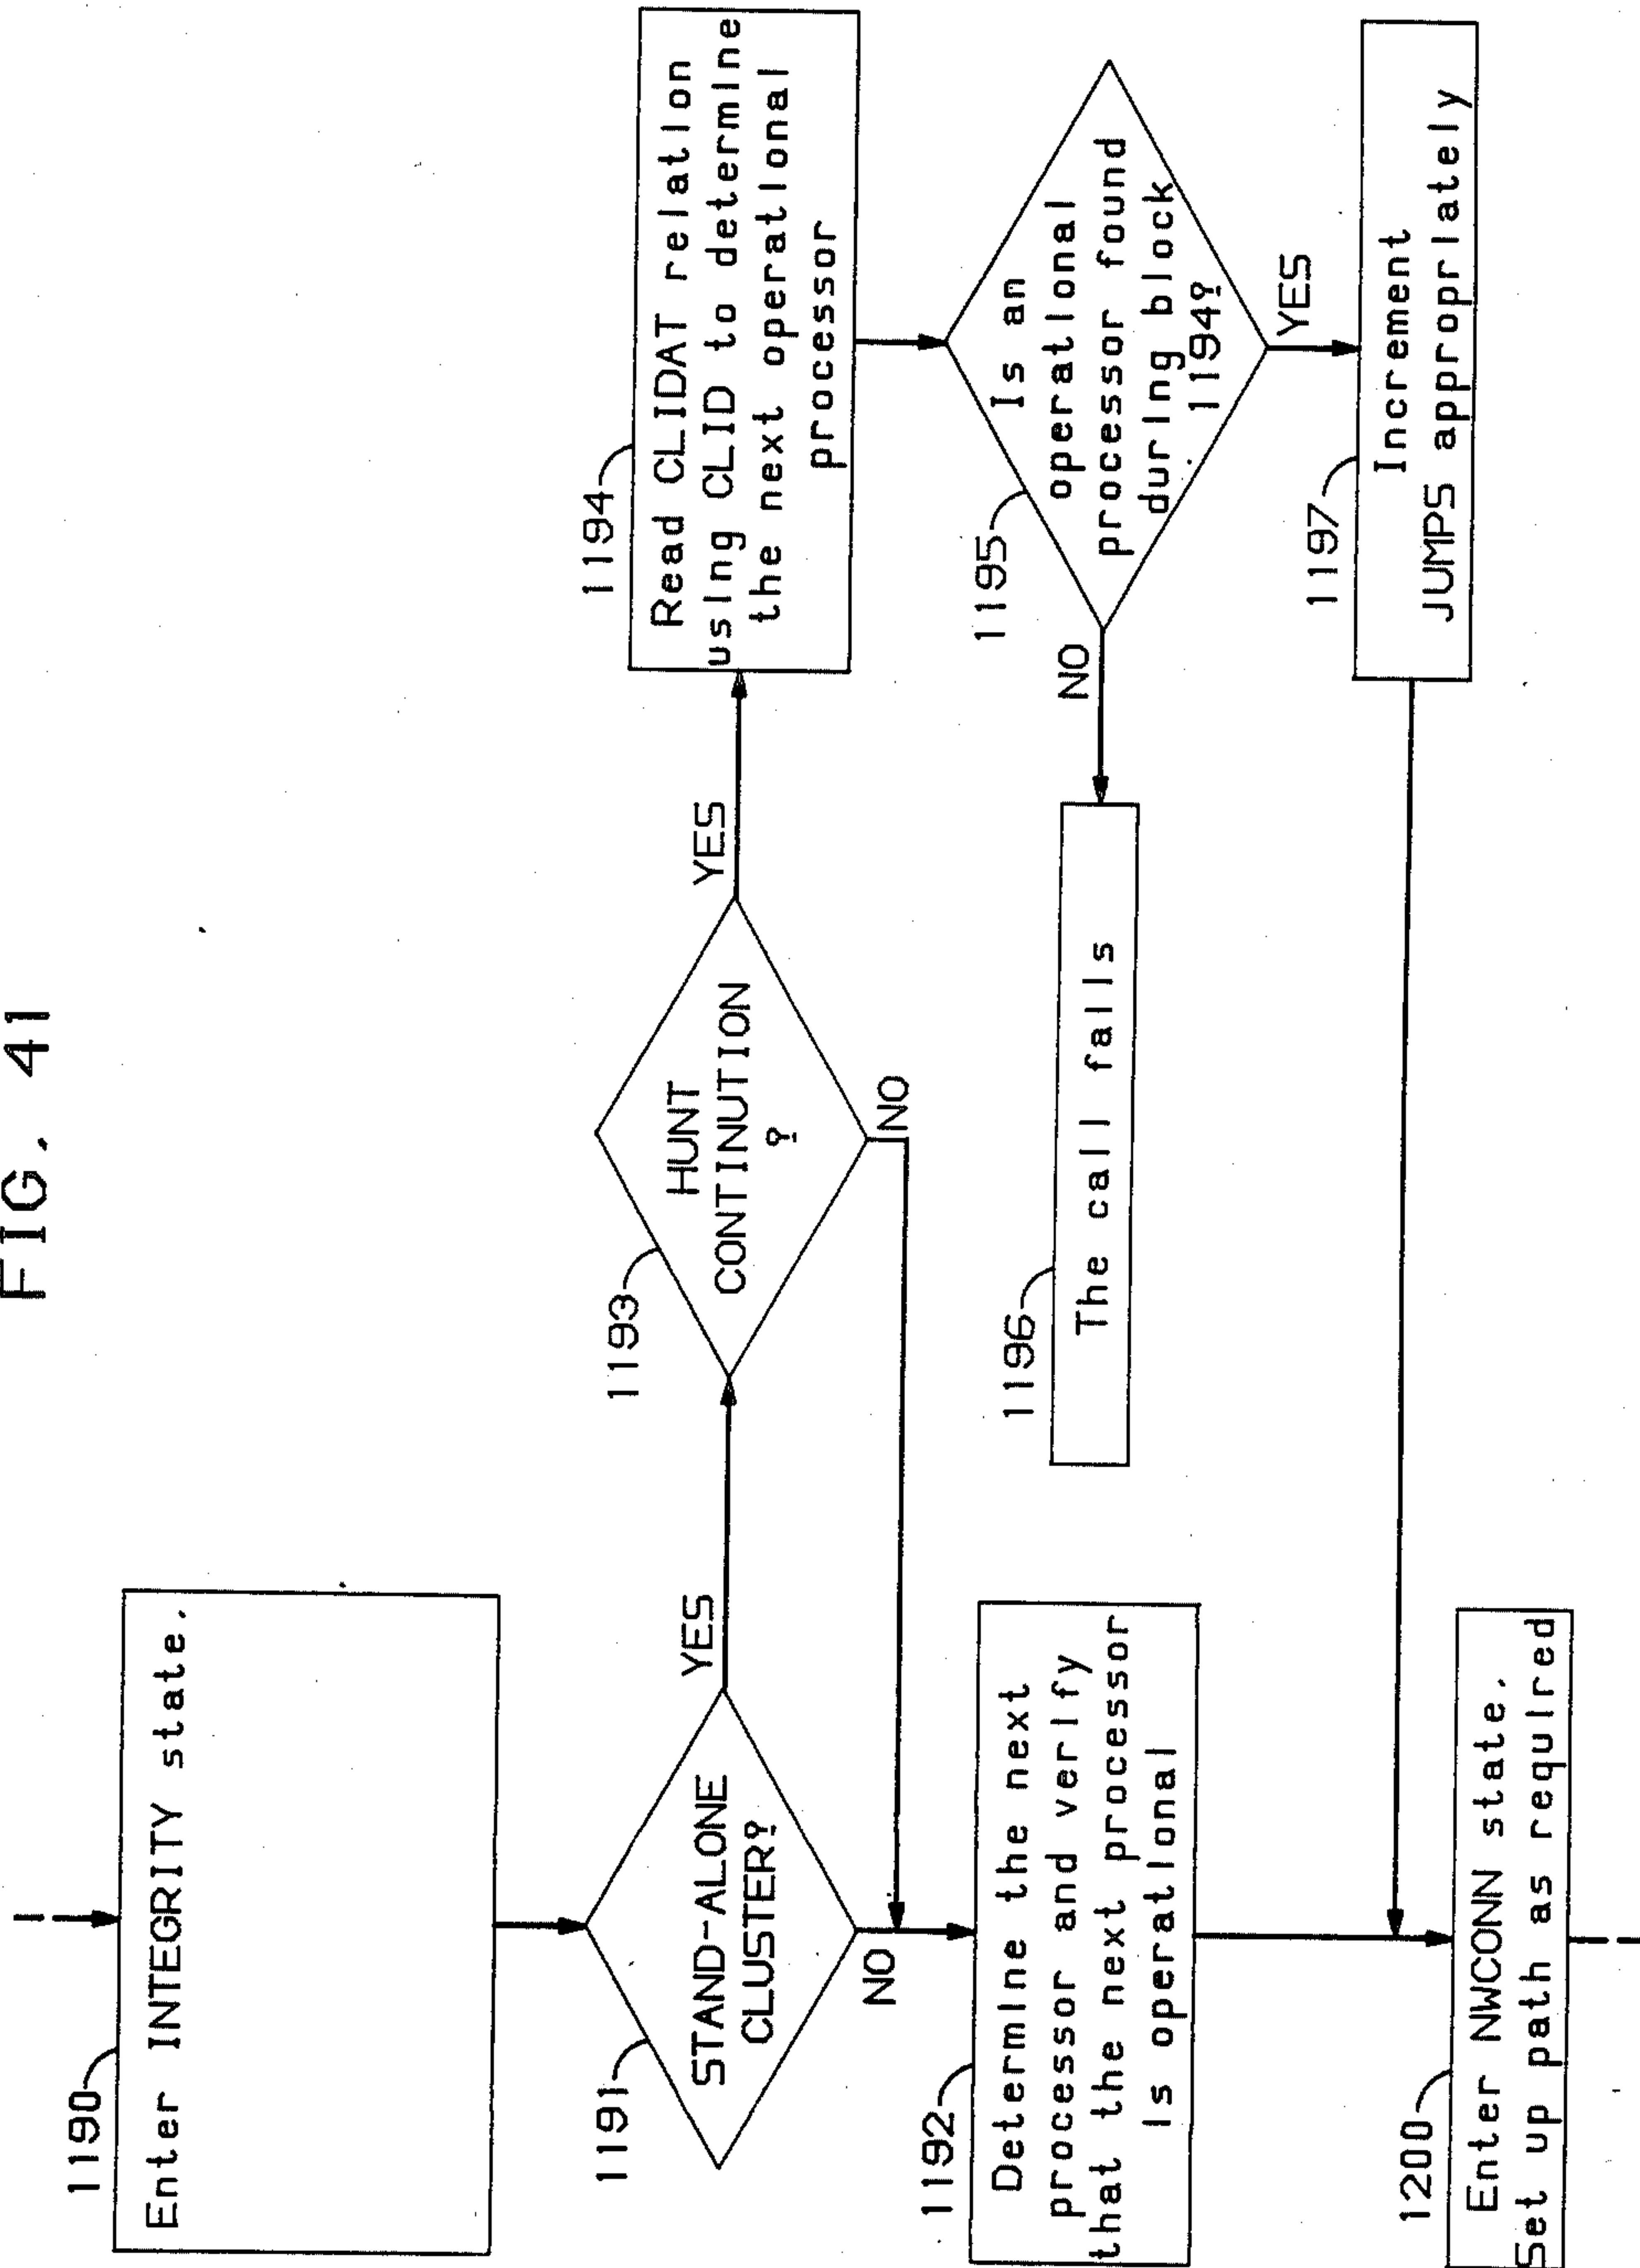 FIG. 41
1190
Enter INTEGRITY state.
1191
STAND-ALONE
CLUSTER?
YES
NO
1192
Determine the next
processor and verify
that the next processor
is operational
1193
HUNT
CONTINUTION
?
YES
NO
1194
Read CLIDAT relation
using CLID to determine
the next operational
processor
1195
Is an
operational
processor found
during block
1194?
NO
YES
1196
The call fails
1197
Increment
JUMPS appropriately
1200
Enter NWCONN state.
Set up path as required